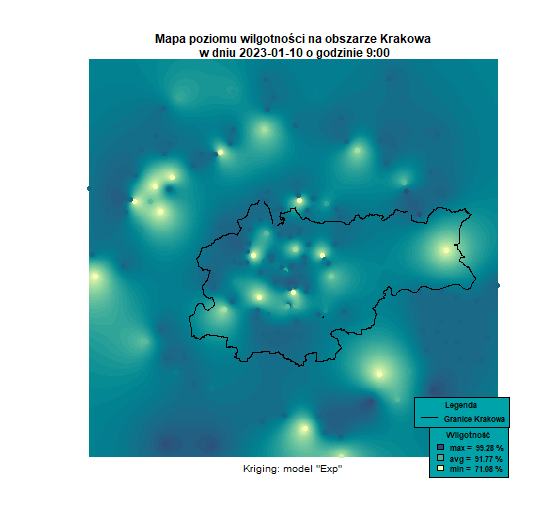 Mapa poziomu wilgotności na obszarze Krakowa
w dniu 2023-01-10 o godzinie 9:00
Legenda
Granice Krakowa
Wilgotność
max = 99.28 %
avg = 91.77 %
min = 71.08 %
Kriging: model "Exp"